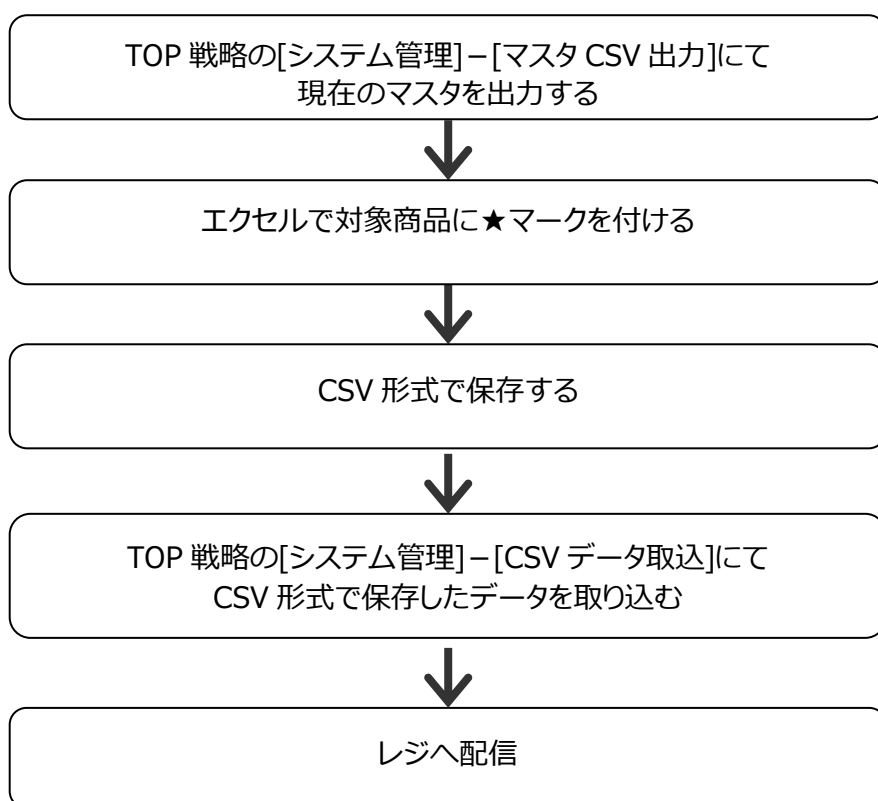 TOP 戦略の[システム管理]－[マスタ CSV 出力]にて
現在のマスタを出力する
エクセルで対象商品に★マークを付ける
CSV 形式で保存する
TOP 戦略の[システム管理]－[CSV データ取込]にて
CSV 形式で保存したデータを取り込む
レジへ配信